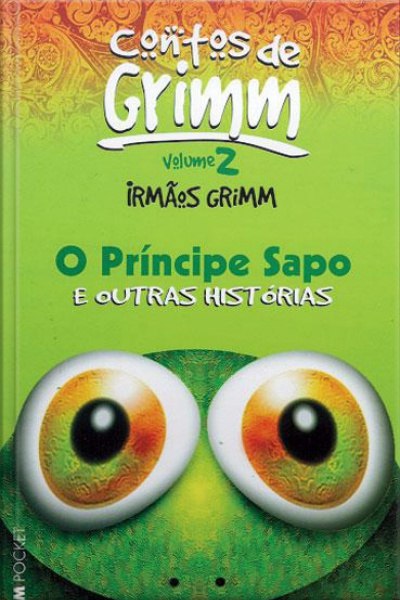 Contos de
Grimm
Volume 2
IRMÃOS GRIMM
O Príncipe Sapo
E OUTRAS HISTÓRIAS
M POCKET